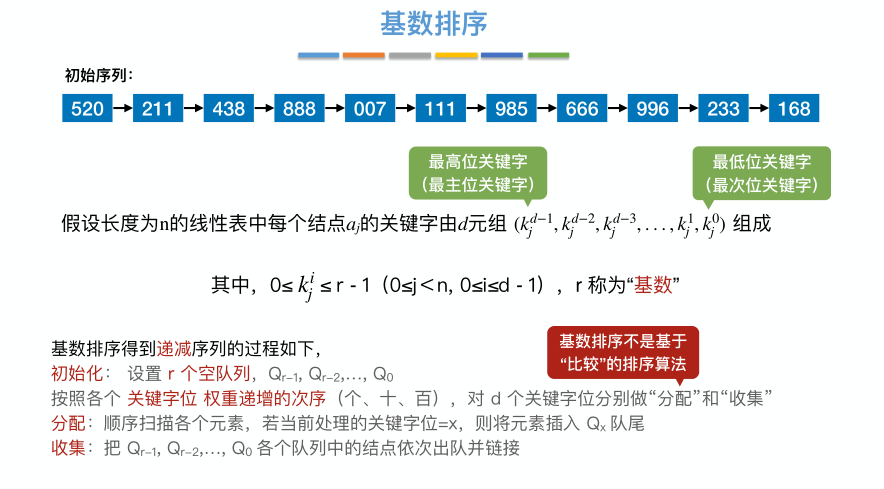 基数排序
初始序列：
520 211 438 888 007 111 985 666 996 233 168
最高位关键字
（最主位关键字）
最低位关键字
（最次位关键字）
假设长度为n的线性表中每个结点aj的关键字由d元组 (k_j^{d−1}, k_j^{d−2}, k_j^{d−3}, . . . , k_j^1, k_j^0) 组成
其中，0≤ k_j^i ≤ r - 1（0≤j＜n, 0≤i≤d - 1），r 称为“基数”
基数排序不是基于
“比较”的排序算法
基数排序得到递减序列的过程如下，
初始化： 设置 r 个空队列，Qr−1, Qr−2,…, Q0
按照各个 关键字位 权重递增的次序（个、十、百），对 d 个关键字位分别做“分配”和“收集”
分配：顺序扫描各个元素，若当前处理的关键字位=x，则将元素插入 Qx 队尾
收集：把 Qr−1, Qr−2,…, Q0 各个队列中的结点依次出队并链接